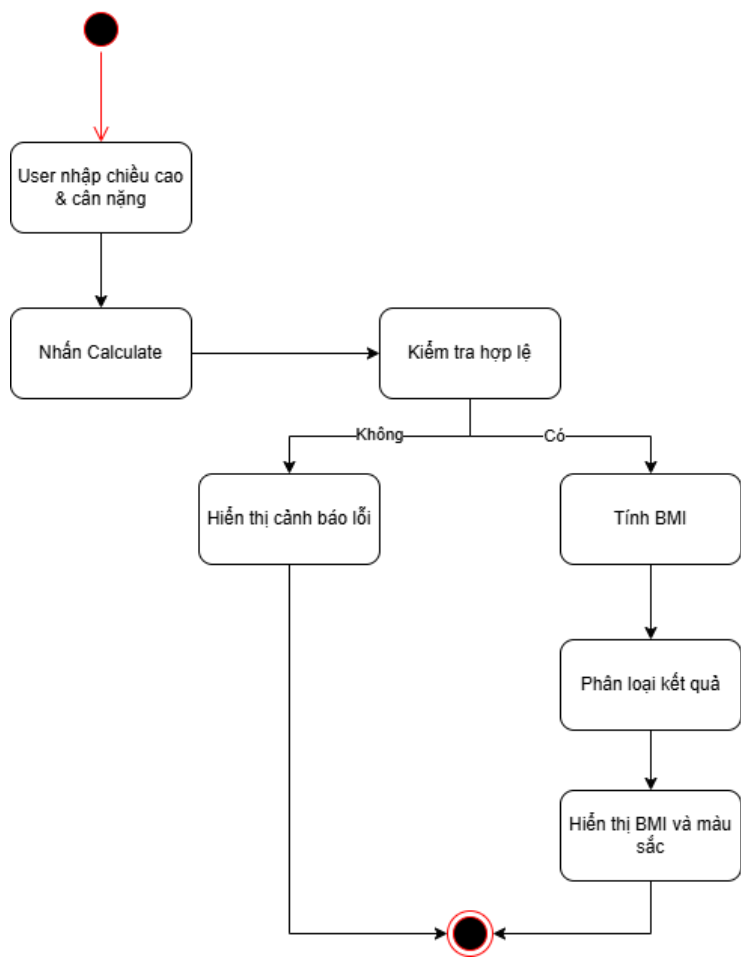 User nhập chiều cao
& cân nặng
Nhấn Calculate
Kiểm tra hợp lệ
Không
Có
Hiển thị cảnh báo lỗi
Tính BMI
Phân loại kết quả
Hiển thị BMI và màu
sắc